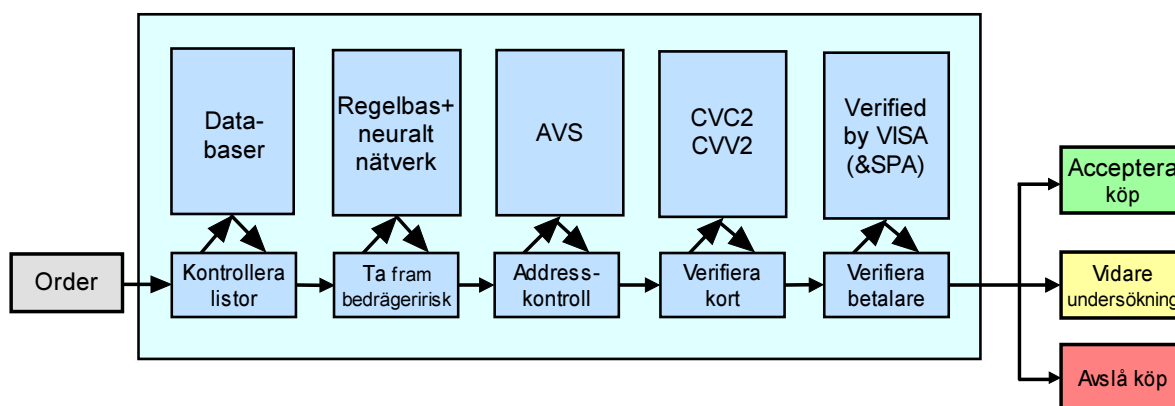 Data-
baser
Regelbas+
neuralt
nätverk
AVS
CVC2
CVV2
Verified
by VISA
(&SPA)
Order
Kontrollera
listor
Ta fram
bedrägeririsk
Address-
kontroll
Verifiera
kort
Verifiera
betalare
Acceptera
köp
Vidare
undersökning
Avslå köp